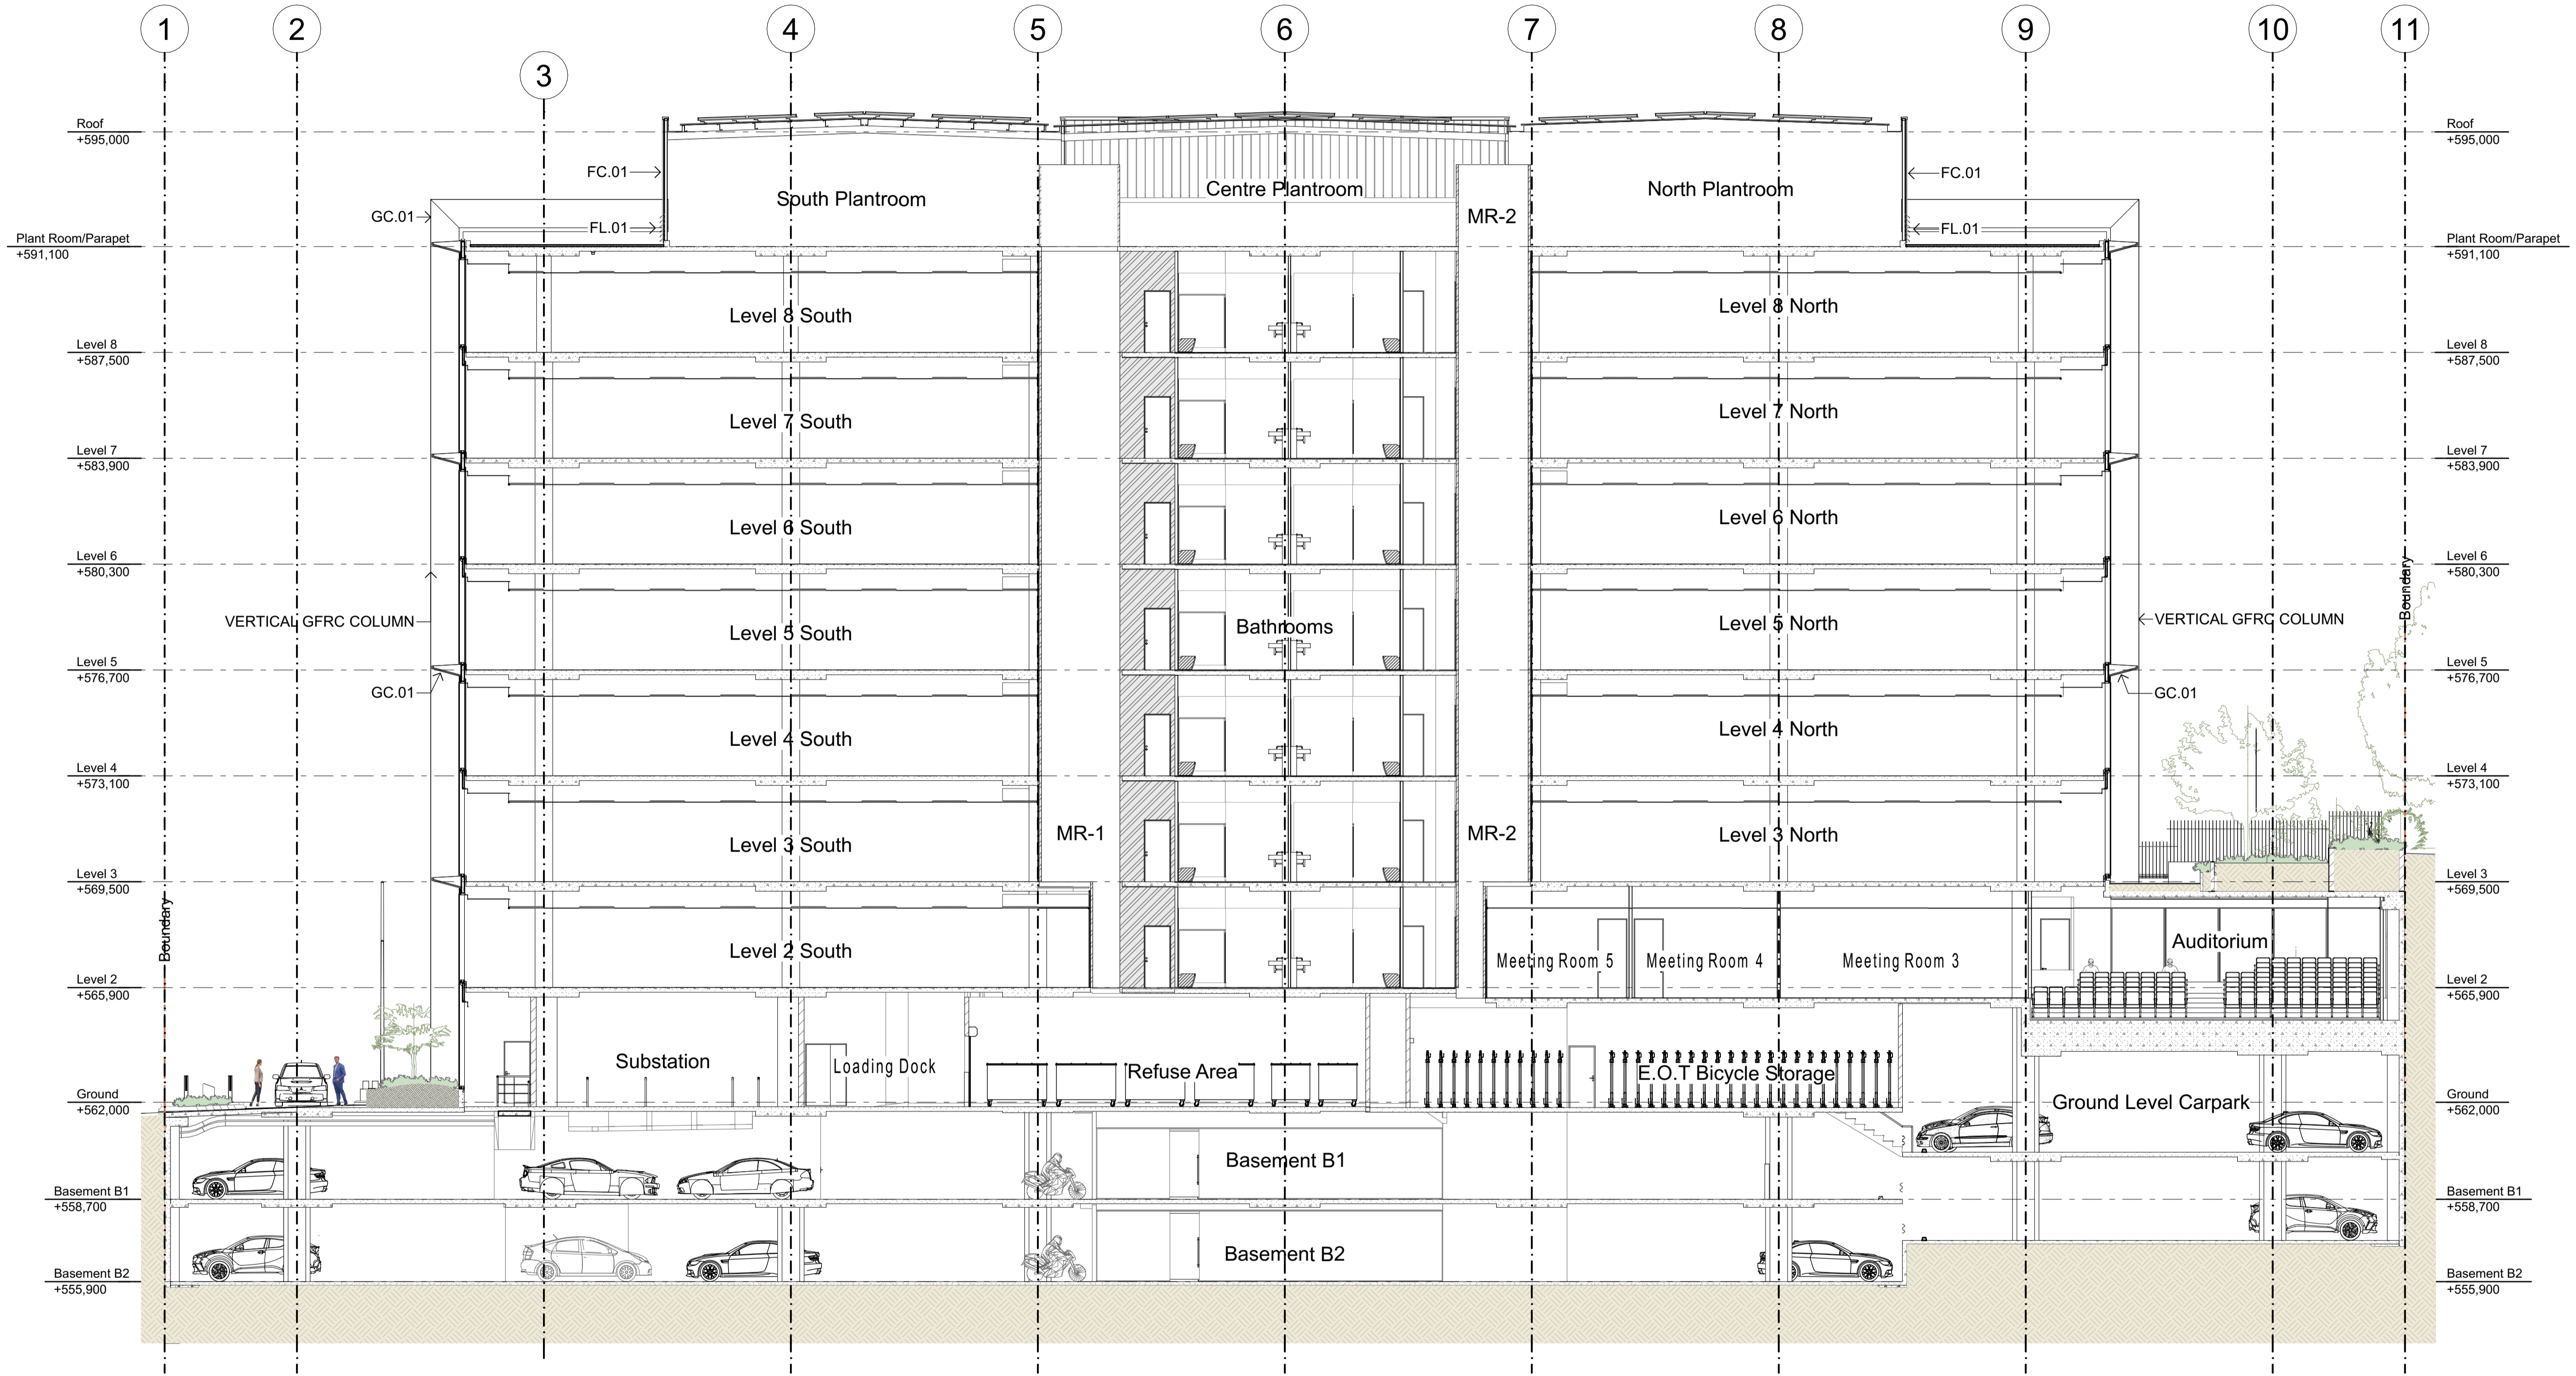 1
2
3
4
5
6
7
8
9
10
11
Roof
+595,000
Roof
+595,000
FC.01
FC.01
South Plantroom
Centre Plantroom
North Plantroom
GC.01
MR-2
FL.01
FL.01
Plant Room/Parapet
+591,100
Plant Room/Parapet
+591,100
Level 8 South
Level 8 North
Level 8
+587,500
Level 8
+587,500
Level 7 South
Level 7 North
Level 7
+583,900
Level 7
+583,900
Level 6 South
Level 6 North
Level 6
+580,300
Level 6
+580,300
Boundary
VERTICAL GFRC COLUMN
Level 5 South
Bathrooms
Level 5 North
VERTICAL GFRC COLUMN
Level 5
+576,700
Level 5
+576,700
GC.01
GC.01
Level 4 South
Level 4 North
Level 4
+573,100
Level 4
+573,100
Level 3 South
MR-1
MR-2
Level 3 North
Level 3
+569,500
Level 3
+569,500
Boundary
Level 2 South
Meeting Room 5
Meeting Room 4
Meeting Room 3
Auditorium
Level 2
+565,900
Level 2
+565,900
Substation
Loading Dock
Refuse Area
E.O.T Bicycle Storage
Ground
+562,000
Ground Level Carpark
Ground
+562,000
Basement B1
Basement B1
+558,700
Basement B1
+558,700
Basement B2
Basement B2
+555,900
Basement B2
+555,900